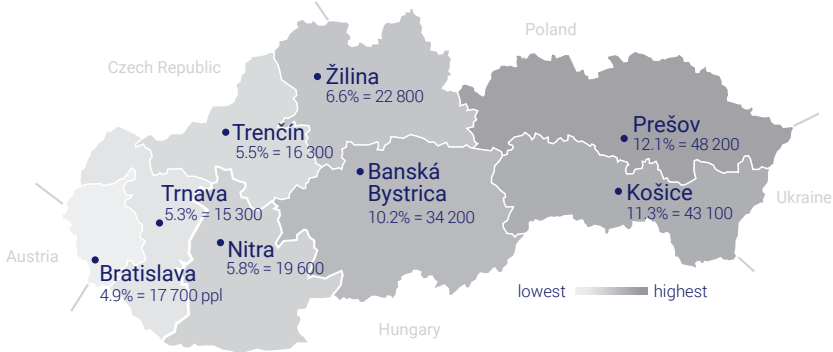 Poland
Czech Republic
Žilina
6.6% = 22 800
Trenčín
5.5% = 16 300
Prešov
12.1% = 48 200
Banská
Bystrica
10.2% = 34 200
Trnava
5.3% = 15 300
Košice
11.3% = 43 100
Ukraine
Austria
Nitra
5.8% = 19 600
Bratislava
4.9% = 17 700 ppl
lowest highest
Hungary